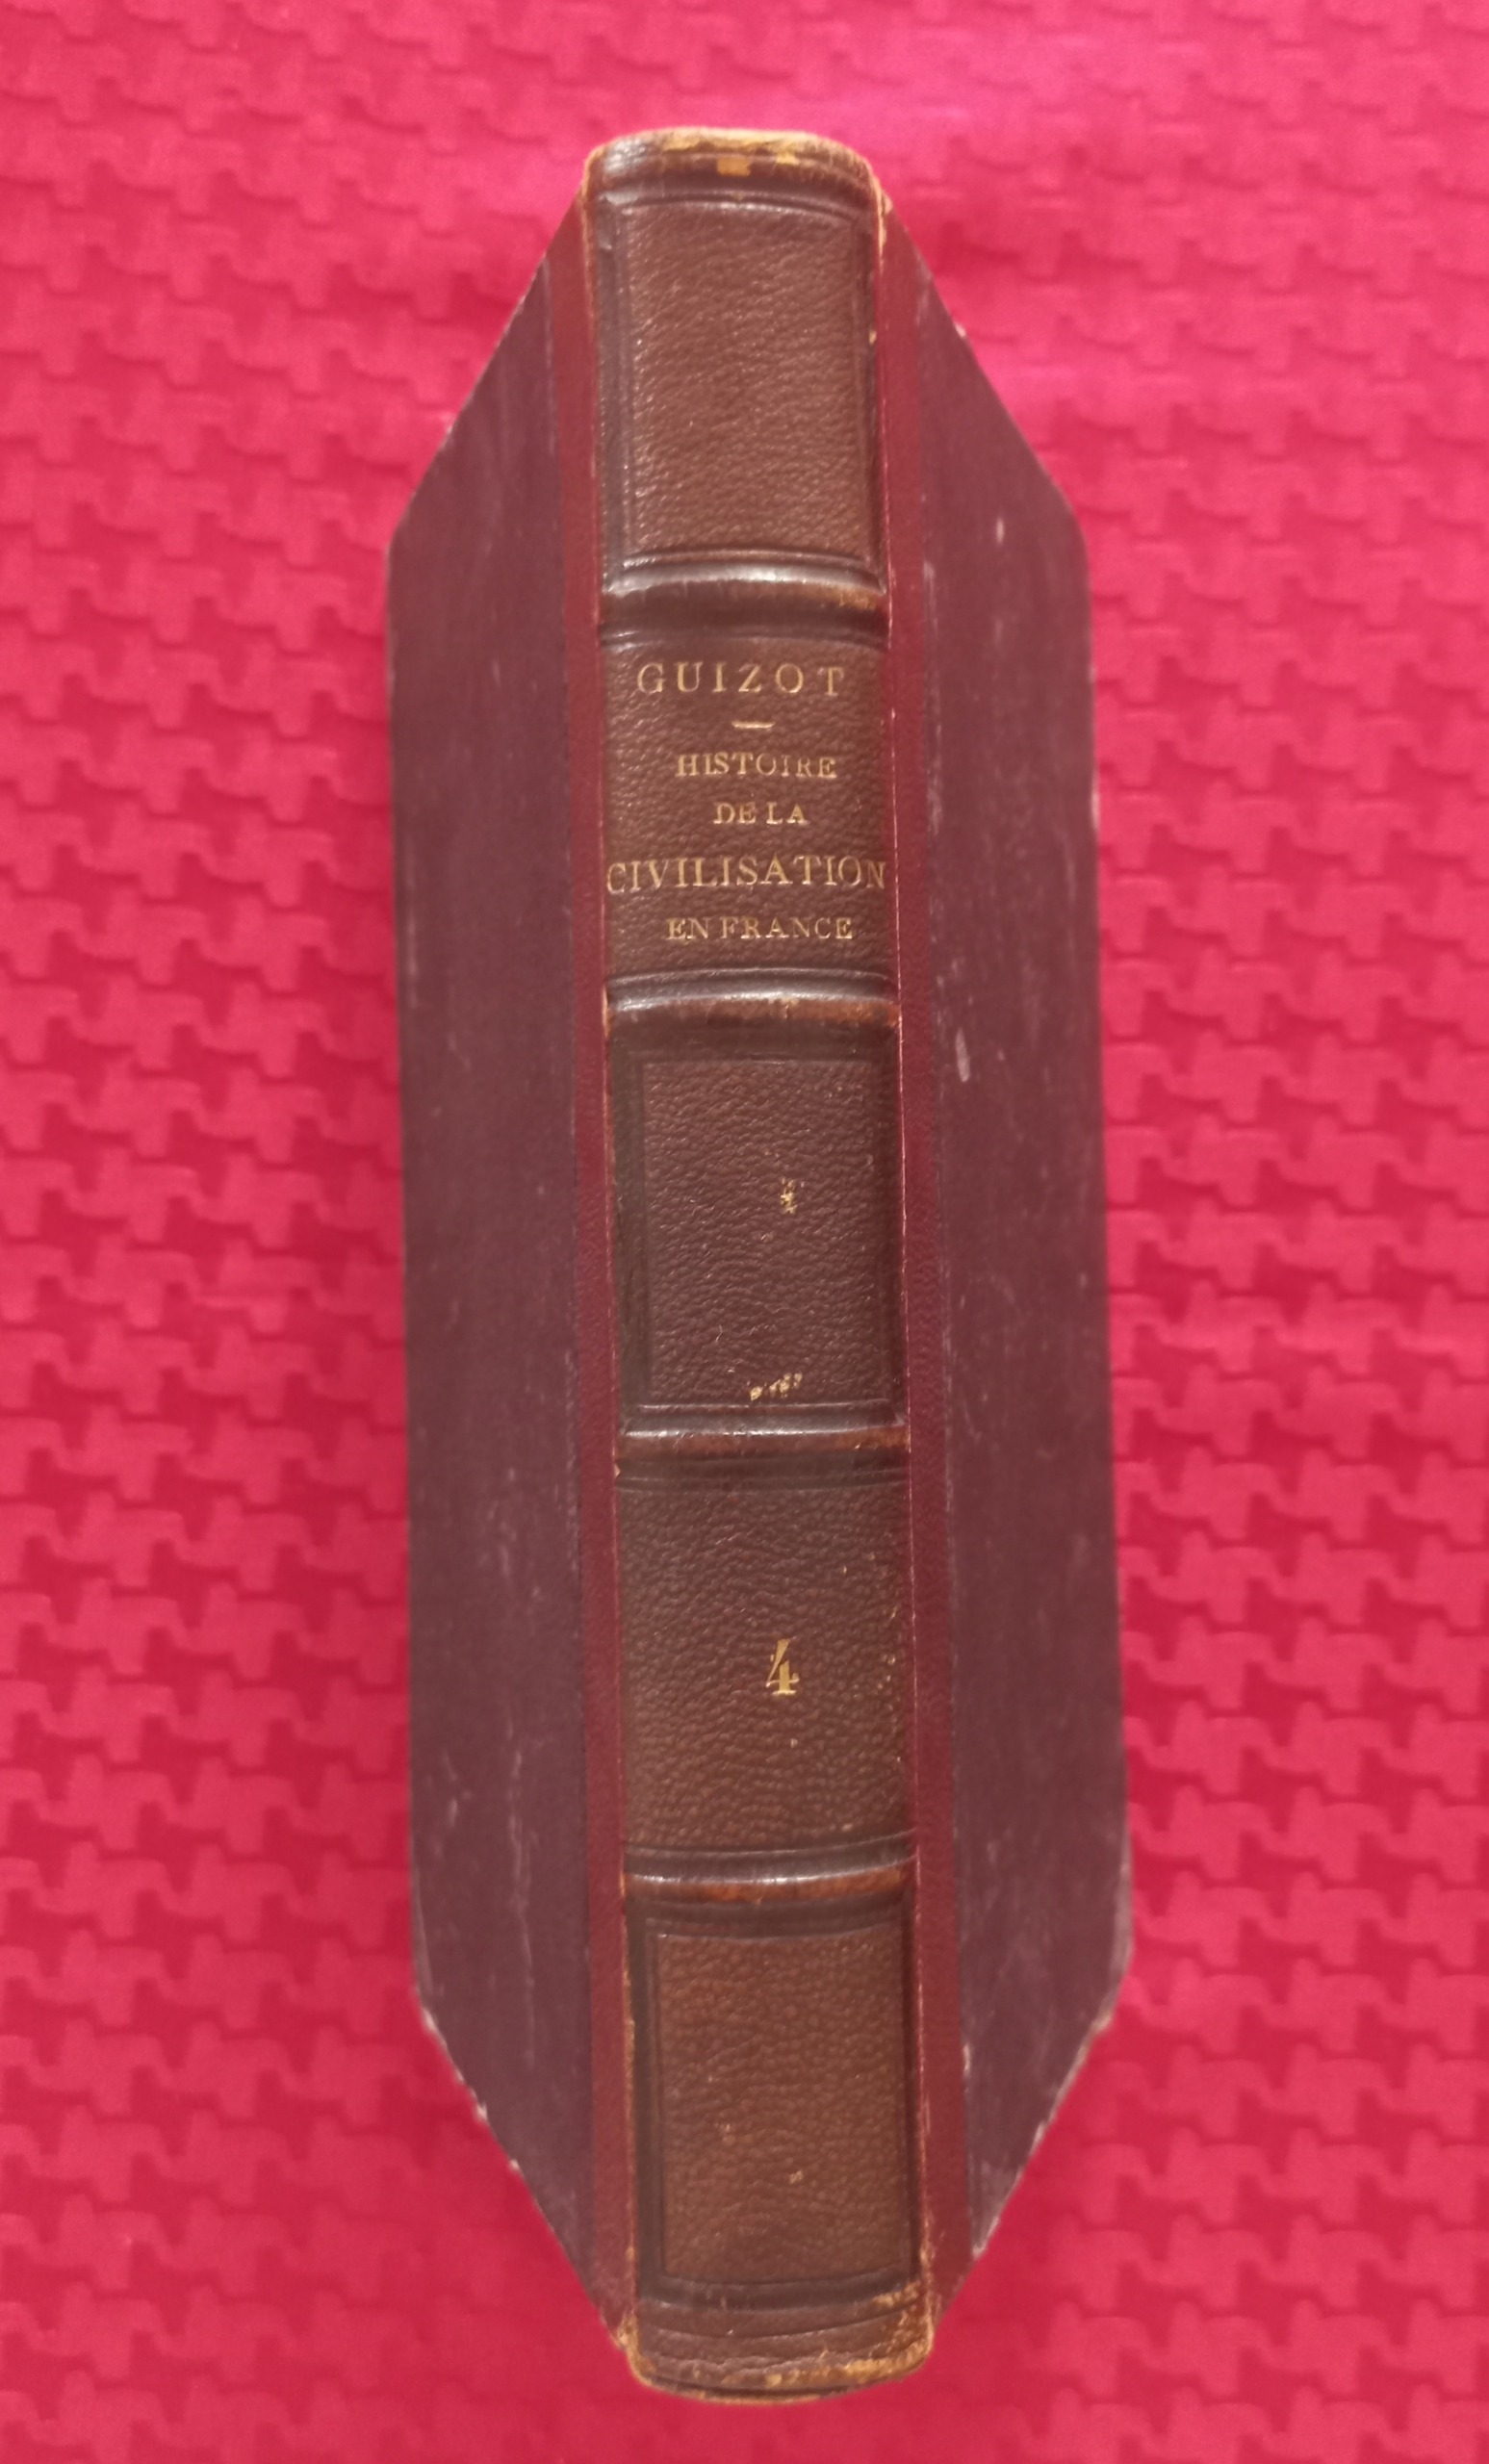 GUIZOT
HISTOIRE
DE LA
CIVILISATION
EN FRANCE
4